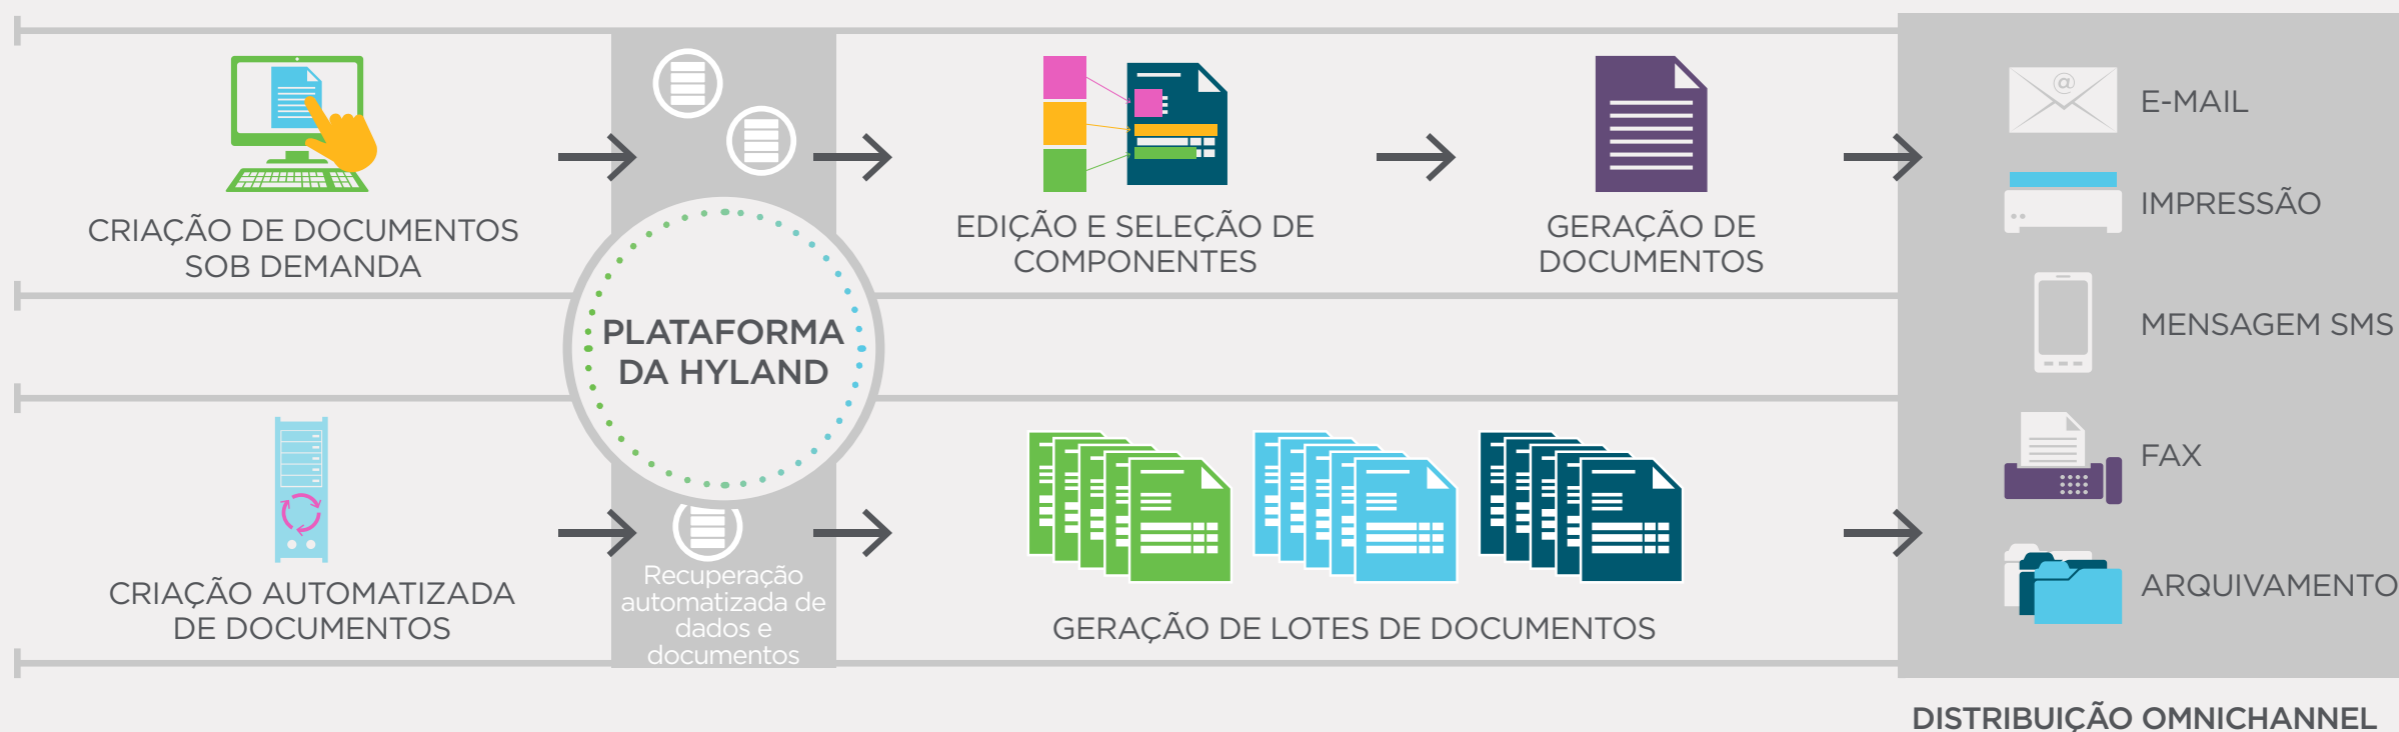 CRIAÇÃO DE DOCUMENTOS
SOB DEMANDA
EDIÇÃO E SELEÇÃO DE
COMPONENTES
GERAÇÃO DE
DOCUMENTOS
PLATAFORMA
DA HYLAND
CRIAÇÃO AUTOMATIZADA
DE DOCUMENTOS
Recuperação
automatizada de
dados e
documentos
GERAÇÃO DE LOTES DE DOCUMENTOS
@
E-MAIL
IMPRESSÃO
MENSAGEM SMS
FAX
ARQUIVAMENTO
DISTRIBUIÇÃO OMNICHANNEL